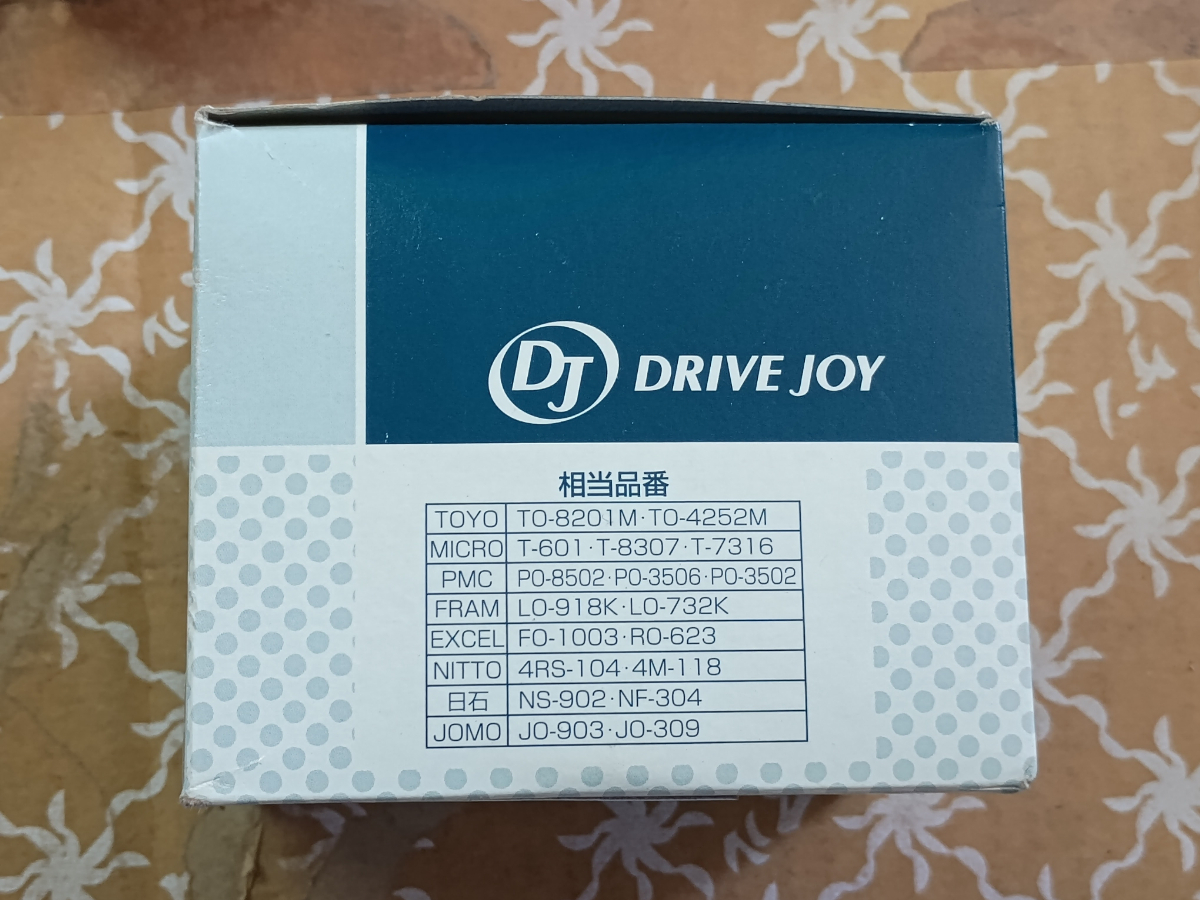 DJ DRIVE JOY
相当品番
TOYO TO-8201M·TO-4252M
MICRO T-601·T-8307·T-7316
PMC PO-8502·PO-3506·PO-3502
FRAM LO-918K·LO-732K
EXCEL FO-1003·RO-623
NITTO 4RS-104·4M-118
日石 NS-902·NF-304
JOMO JO-903·JO-309